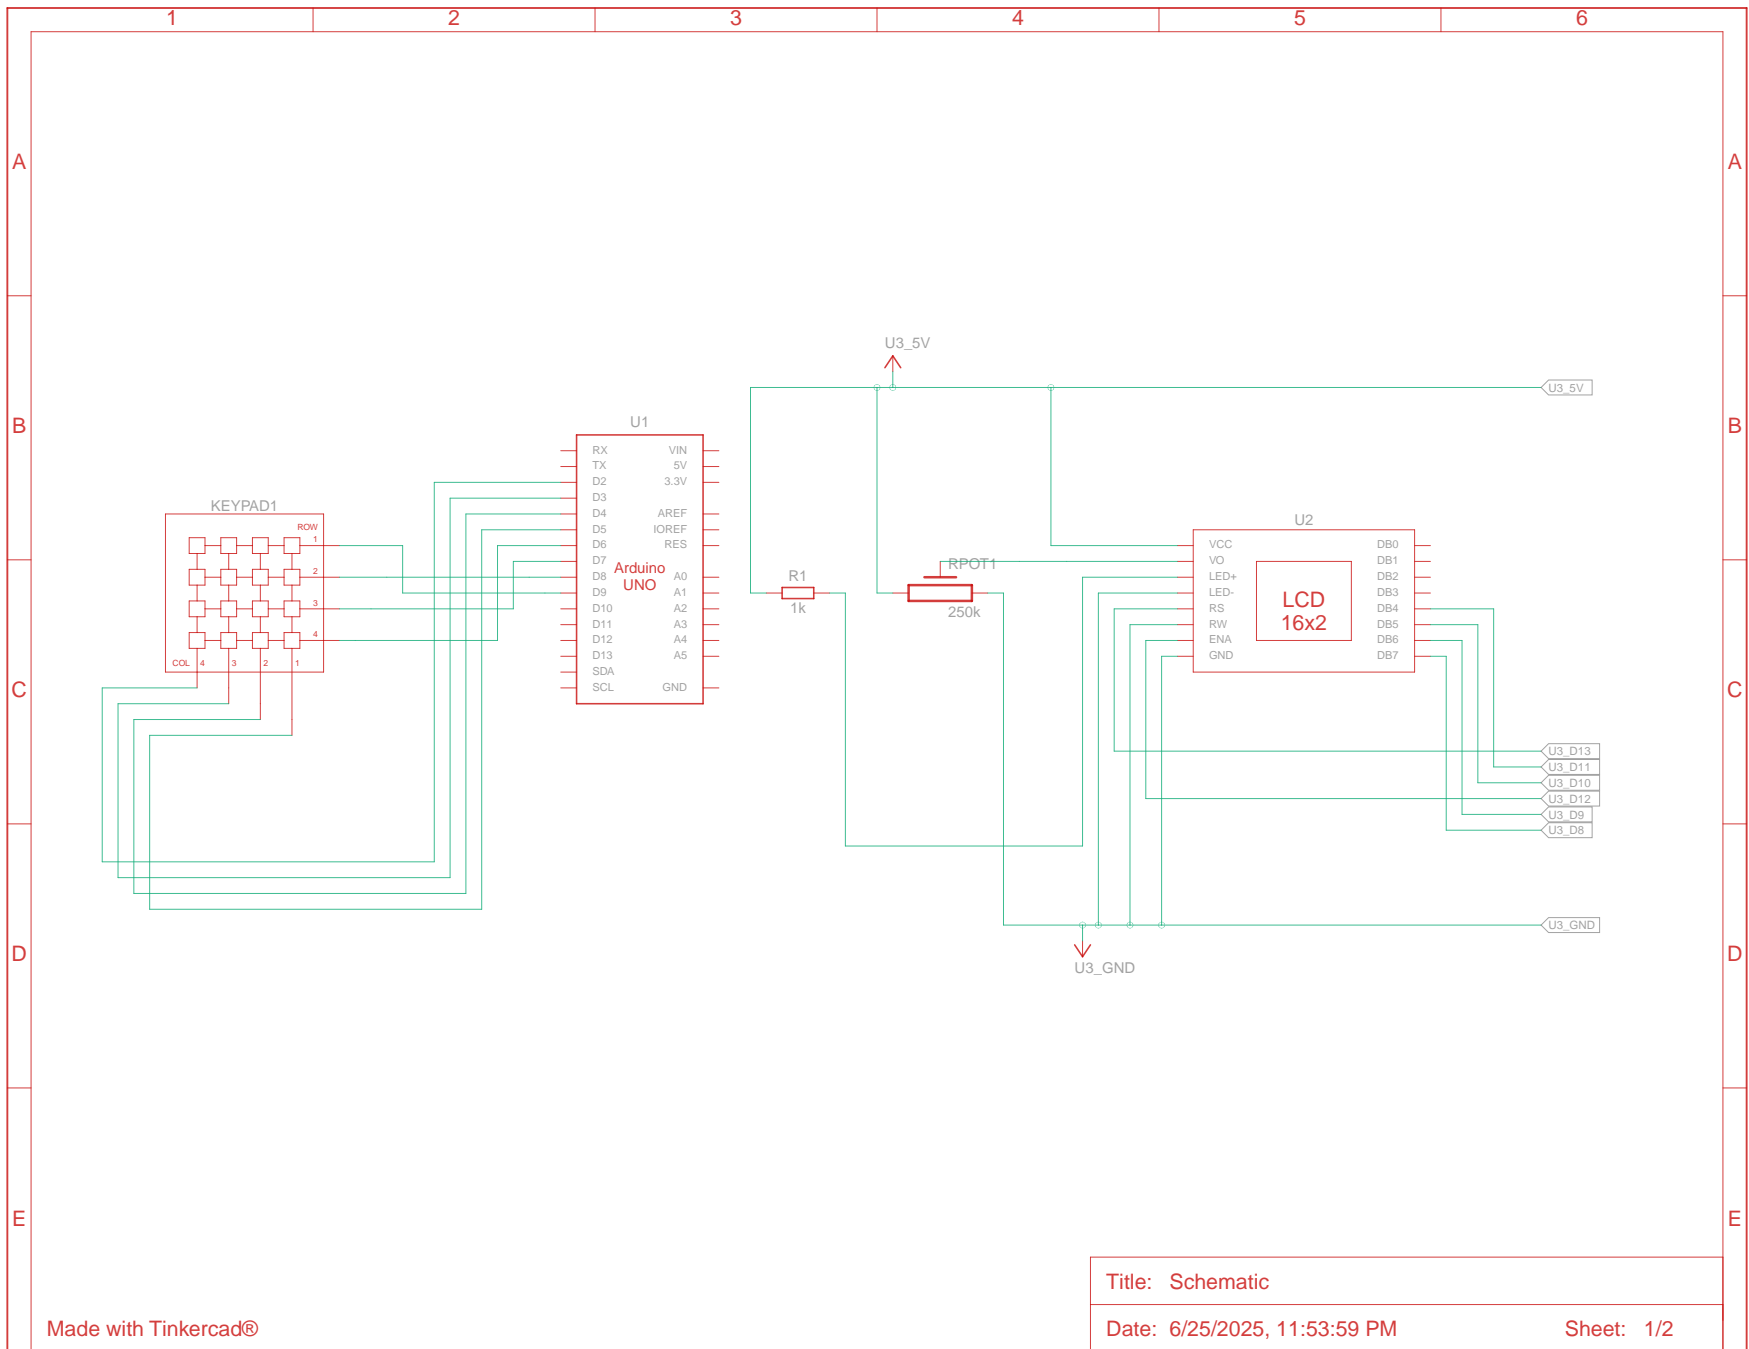 1 2 3 4 5 6
A A
U3_5V
U3_5V
B B
U1
RX VIN
TX 5V
D2 3.3V
D3
D4 AREF
D5 IOREF
D6 RES
D7
D8 A0
D9 A1
D10 A2
D11 A3
D12 A4
D13 A5
SDA
SCL GND
Arduino
UNO
KEYPAD1
ROW
1
2
3
4
COL 4 3 2 1
R1
1k
RPOT1
250k
U2
VCC DB0
VO DB1
LED+ DB2
LED- DB3
RS DB4
RW DB5
ENA DB6
GND DB7
LCD
16x2
C C
U3_D13
U3_D11
U3_D10
U3_D12
U3_D9
U3_D8
U3_GND
D D
U3_GND
E E
Title: Schematic
Made with Tinkercad®
Date: 6/25/2025, 11:53:59 PM Sheet: 1/2